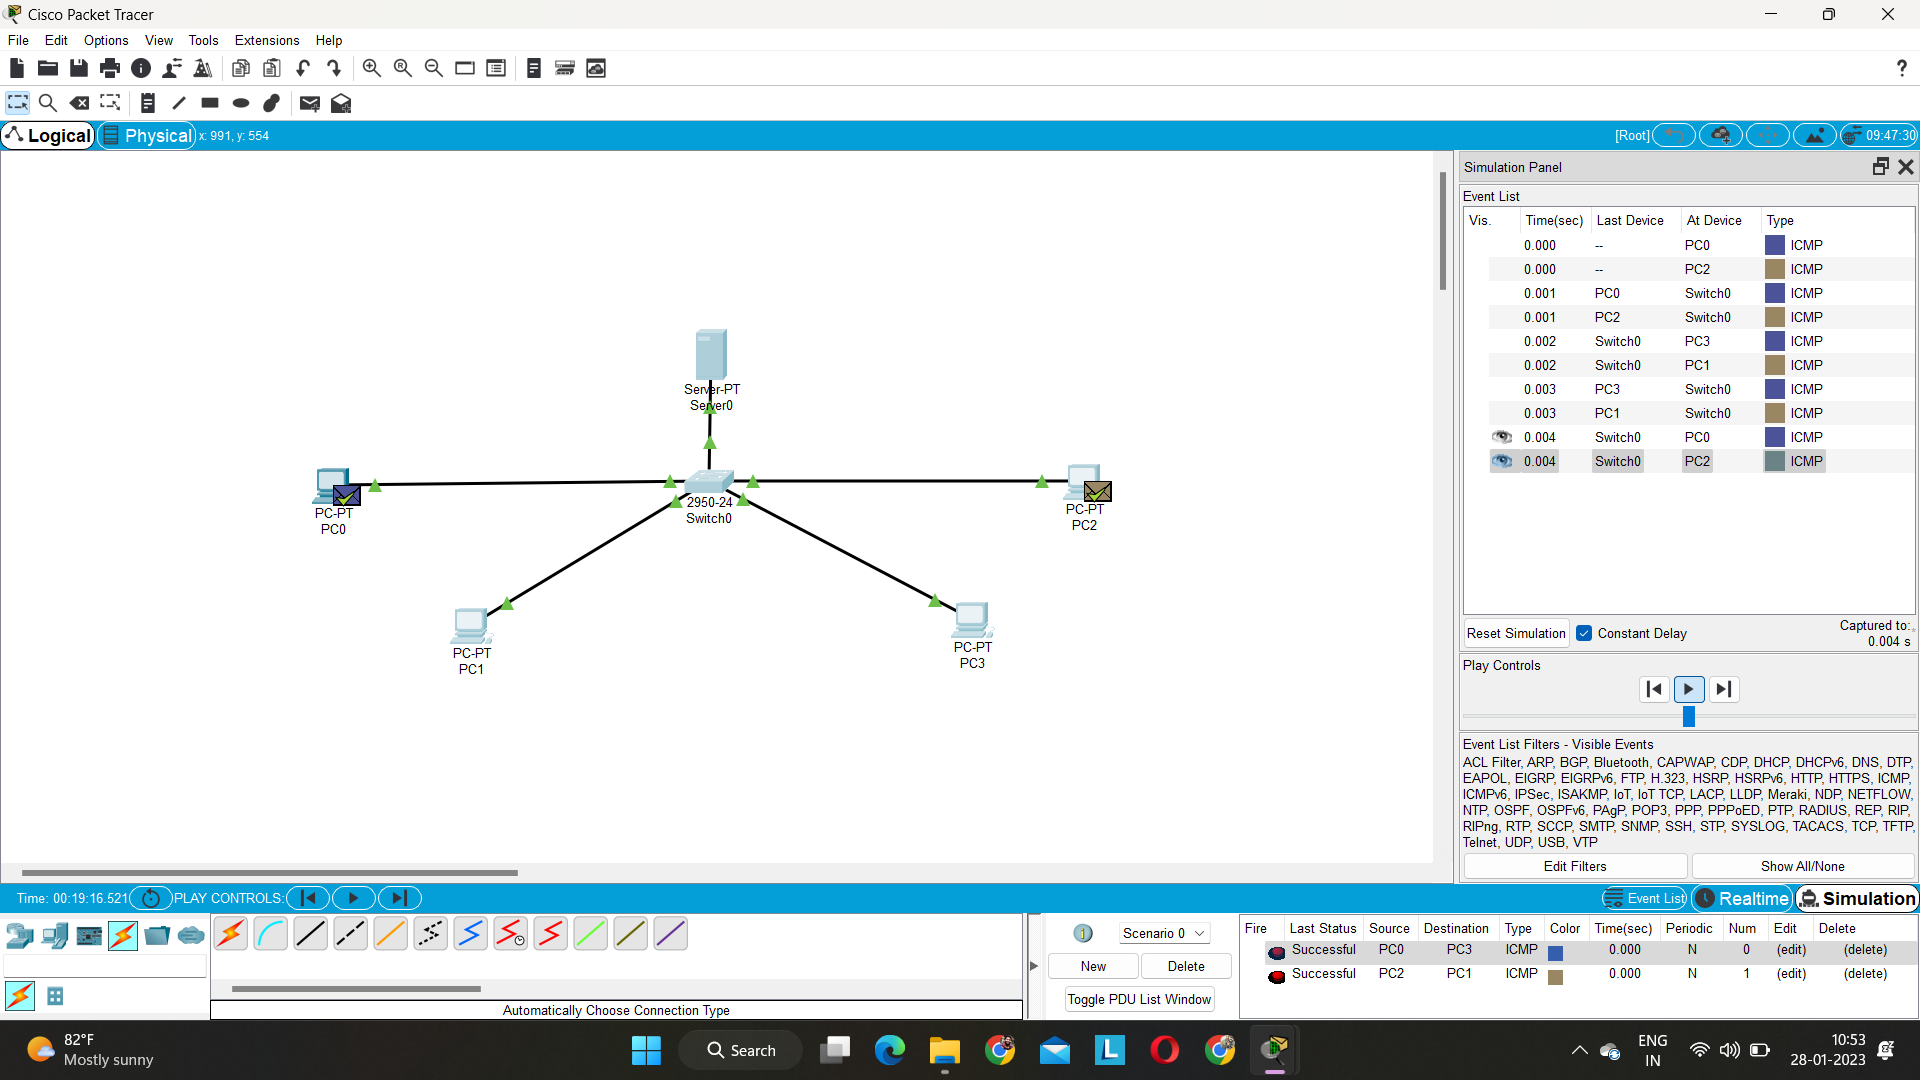 Cisco Packet Tracer
File Edit Options View Tools Extensions Help
?
Logical Physical x: 991, y: 554 [Root] 09:47:30
Server-PT
Server0
2950-24
Switch0
PC-PT
PC0
PC-PT
PC2
PC-PT
PC1
PC-PT
PC3
Simulation Panel
Event List
Vis. Time(sec) Last Device At Device Type
0.000 -- PC0 ICMP
0.000 -- PC2 ICMP
0.001 PC0 Switch0 ICMP
0.001 PC2 Switch0 ICMP
0.002 Switch0 PC3 ICMP
0.002 Switch0 PC1 ICMP
0.003 PC3 Switch0 ICMP
0.003 PC1 Switch0 ICMP
0.004 Switch0 PC0 ICMP
0.004 Switch0 PC2 ICMP
Reset Simulation Constant Delay Captured to:
0.004 s
Play Controls
Event List Filters - Visible Events
ACL Filter, ARP, BGP, Bluetooth, CAPWAP, CDP, DHCP, DHCPv6, DNS, DTP,
EAPOL, EIGRP, EIGRPv6, FTP, H.323, HSRP, HSRPv6, HTTP, HTTPS, ICMP,
ICMPv6, IPSec, ISAKMP, IoT, IoT TCP, LACP, LLDP, Meraki, NDP, NETFLOW,
NTP, OSPF, OSPFv6, PAgP, POP3, PPP, PPPoED, PTP, RADIUS, REP, RIP,
RIPng, RTP, SCCP, SMTP, SNMP, SSH, STP, SYSLOG, TACACS, TCP, TFTP,
Telnet, UDP, USB, VTP
Edit Filters Show All/None
Time: 00:19:16.521 PLAY CONTROLS: Event List Realtime Simulation
Automatically Choose Connection Type
Scenario 0
New Delete
Toggle PDU List Window
Fire Last Status Source Destination Type Color Time(sec) Periodic Num Edit Delete
Successful PC0 PC3 ICMP 0.000 N 0 (edit) (delete)
Successful PC2 PC1 ICMP 0.000 N 1 (edit) (delete)
82°F
Mostly sunny
Search
ENG
IN
10:53
28-01-2023